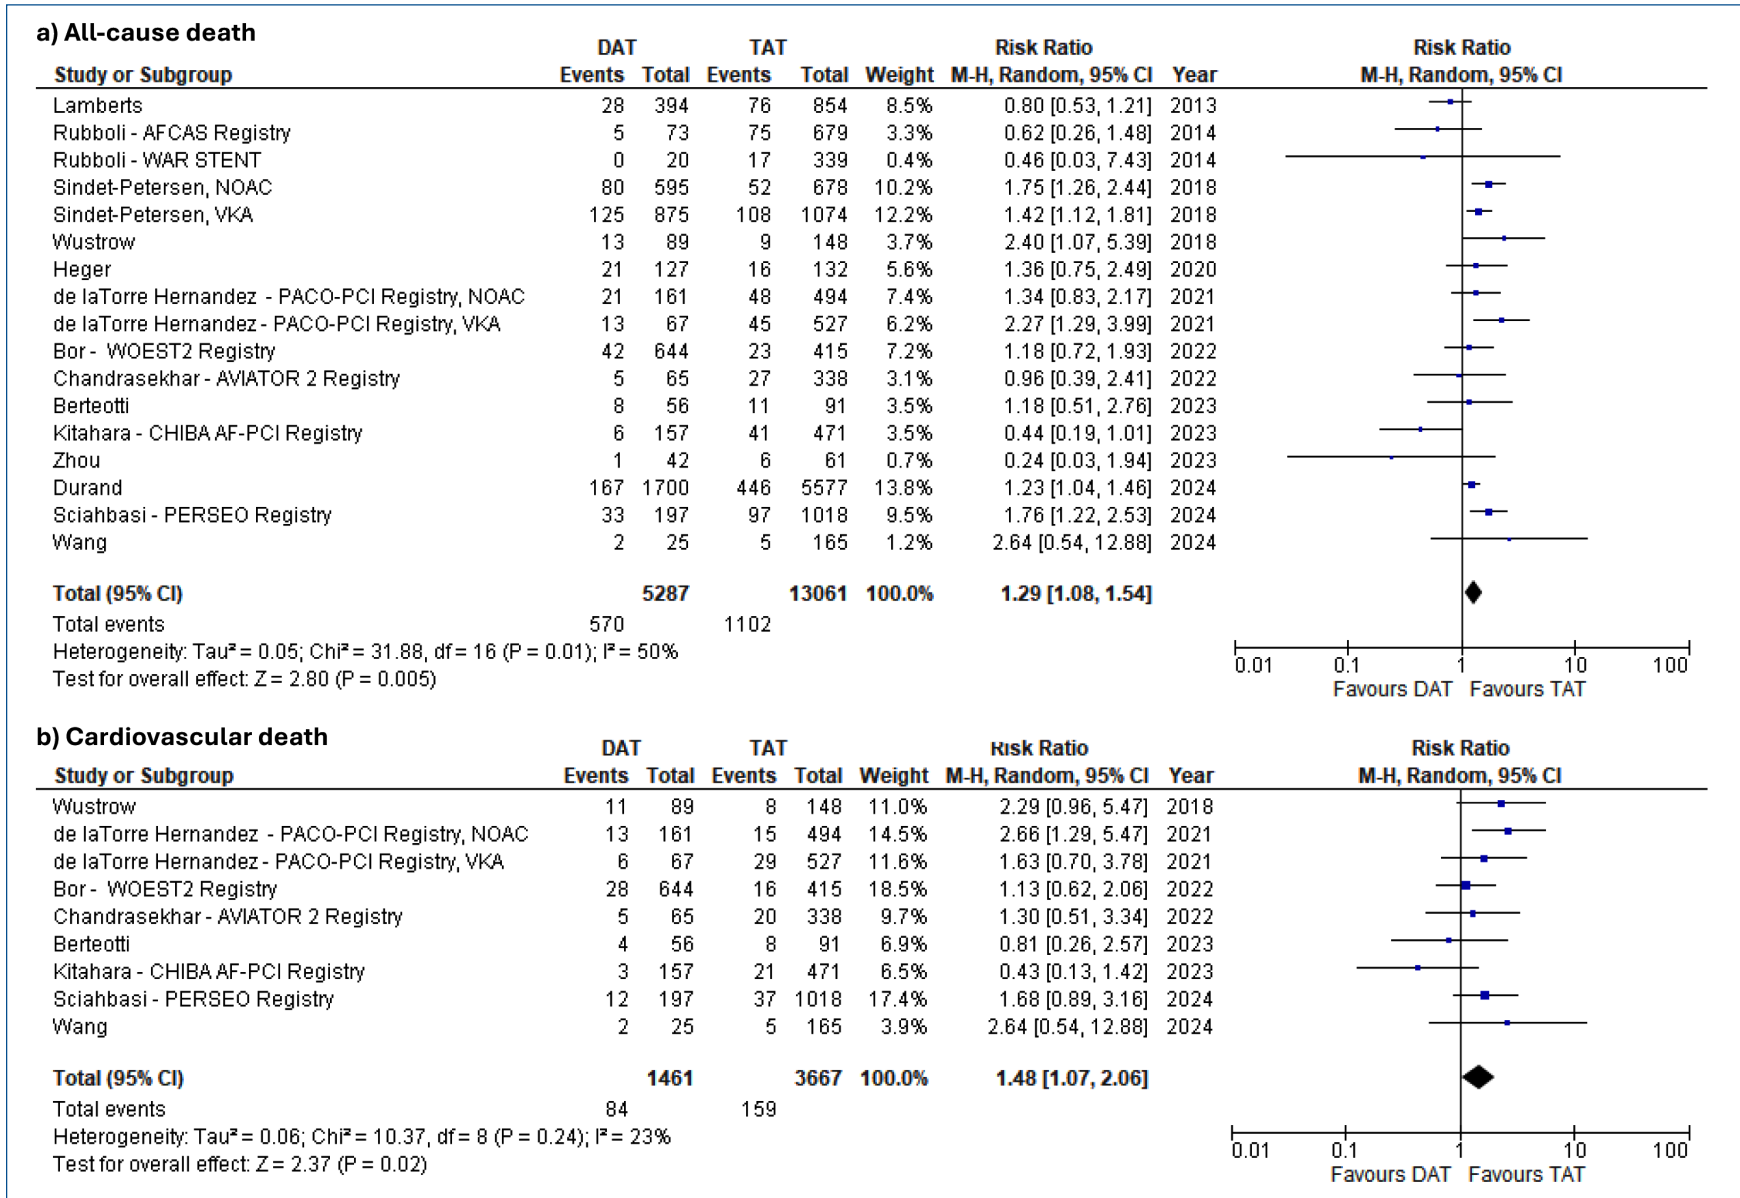 a) All-cause death
DAT TAT Risk Ratio Risk Ratio
Study or Subgroup Events Total Events Total Weight M-H, Random, 95% CI Year M-H, Random, 95% CI
Lamberts 28 394 76 854 8.5% 0.80 [0.53, 1.21] 2013
Rubboli - AFCAS Registry 5 73 75 679 3.3% 0.62 [0.26, 1.48] 2014
Rubboli - WAR STENT 0 20 17 339 0.4% 0.46 [0.03, 7.43] 2014
Sindet-Petersen, NOAC 80 595 52 678 10.2% 1.75 [1.26, 2.44] 2018
Sindet-Petersen, VKA 125 875 108 1074 12.2% 1.42 [1.12, 1.81] 2018
Wustrow 13 89 9 148 3.7% 2.40 [1.07, 5.39] 2018
Heger 21 127 16 132 5.6% 1.36 [0.75, 2.49] 2020
de laTorre Hernandez - PACO-PCI Registry, NOAC 21 161 48 494 7.4% 1.34 [0.83, 2.17] 2021
de laTorre Hernandez - PACO-PCI Registry, VKA 13 67 45 527 6.2% 2.27 [1.29, 3.99] 2021
Bor - WOEST2 Registry 42 644 23 415 7.2% 1.18 [0.72, 1.93] 2022
Chandrasekhar - AVIATOR 2 Registry 5 65 27 338 3.1% 0.96 [0.39, 2.41] 2022
Berteotti 8 56 11 91 3.5% 1.18 [0.51, 2.76] 2023
Kitahara - CHIBA AF-PCI Registry 6 157 41 471 3.5% 0.44 [0.19, 1.01] 2023
Zhou 1 42 6 61 0.7% 0.24 [0.03, 1.94] 2023
Durand 167 1700 446 5577 13.8% 1.23 [1.04, 1.46] 2024
Sciahbasi - PERSEO Registry 33 197 97 1018 9.5% 1.76 [1.22, 2.53] 2024
Wang 2 25 5 165 1.2% 2.64 [0.54, 12.88] 2024
Total (95% CI) 5287 13061 100.0% 1.29 [1.08, 1.54]
Total events 570 1102
Heterogeneity: Tau² = 0.05; Chi² = 31.88, df = 16 (P = 0.01); I² = 50%
Test for overall effect: Z = 2.80 (P = 0.005)
0.01 0.1 1 10 100
Favours DAT Favours TAT
b) Cardiovascular death
DAT TAT Risk Ratio Risk Ratio
Study or Subgroup Events Total Events Total Weight M-H, Random, 95% CI Year M-H, Random, 95% CI
Wustrow 11 89 8 148 11.0% 2.29 [0.96, 5.47] 2018
de laTorre Hernandez - PACO-PCI Registry, NOAC 13 161 15 494 14.5% 2.66 [1.29, 5.47] 2021
de laTorre Hernandez - PACO-PCI Registry, VKA 6 67 29 527 11.6% 1.63 [0.70, 3.78] 2021
Bor - WOEST2 Registry 28 644 16 415 18.5% 1.13 [0.62, 2.06] 2022
Chandrasekhar - AVIATOR 2 Registry 5 65 20 338 9.7% 1.30 [0.51, 3.34] 2022
Berteotti 4 56 8 91 6.9% 0.81 [0.26, 2.57] 2023
Kitahara - CHIBA AF-PCI Registry 3 157 21 471 6.5% 0.43 [0.13, 1.42] 2023
Sciahbasi - PERSEO Registry 12 197 37 1018 17.4% 1.68 [0.89, 3.16] 2024
Wang 2 25 5 165 3.9% 2.64 [0.54, 12.88] 2024
Total (95% CI) 1461 3667 100.0% 1.48 [1.07, 2.06]
Total events 84 159
Heterogeneity: Tau² = 0.06; Chi² = 10.37, df = 8 (P = 0.24); I² = 23%
Test for overall effect: Z = 2.37 (P = 0.02)
0.01 0.1 1 10 100
Favours DAT Favours TAT